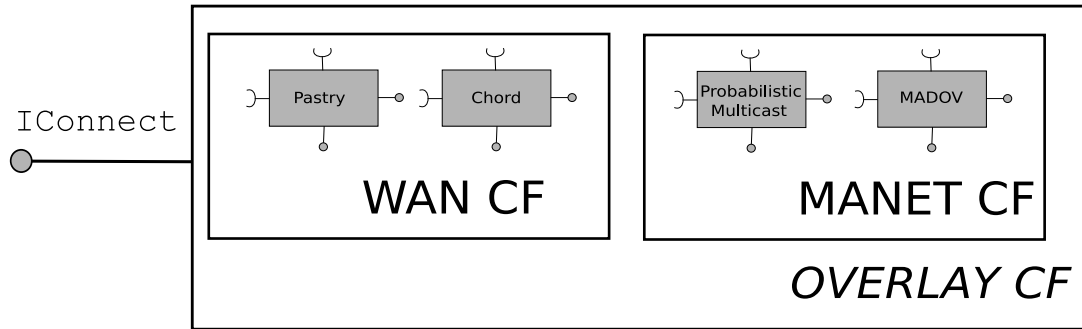 IConnect
Pastry
Chord
WAN CF
Probabilistic
Multicast
MADOV
MANET CF
OVERLAY CF